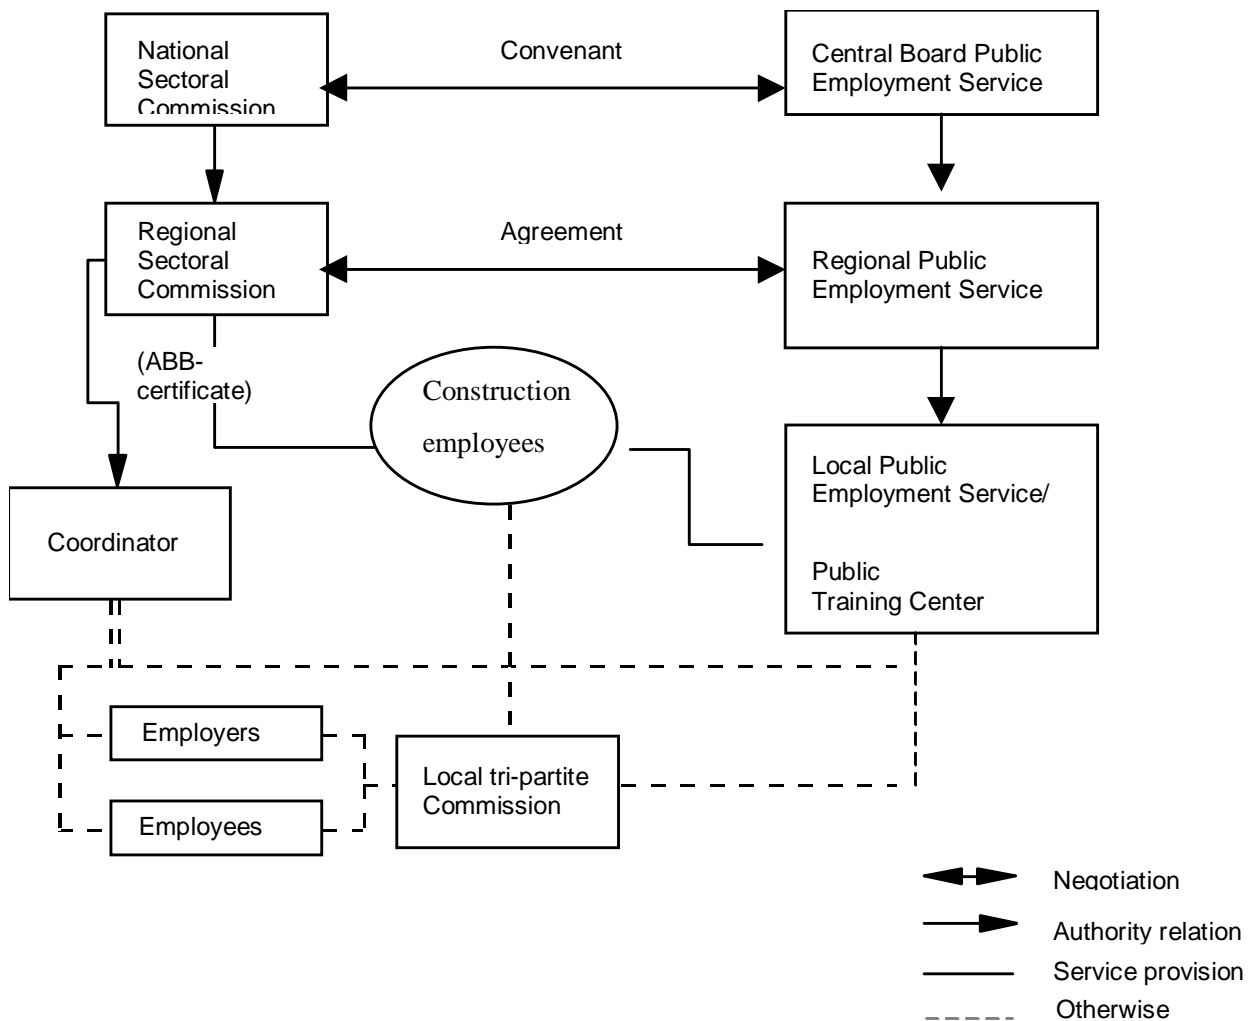 National
Sectoral
Commission
Convenant
Central Board Public
Employment Service
Regional
Sectoral
Commission
Agreement
Regional Public
Employment Service
(ABB-
certificate)
Construction
employees
Local Public
Employment Service/
Public
Training Center
Coordinator
Employers
Local tri-partite
Commission
Employees
Negotiation
Authority relation
Service provision
Otherwise